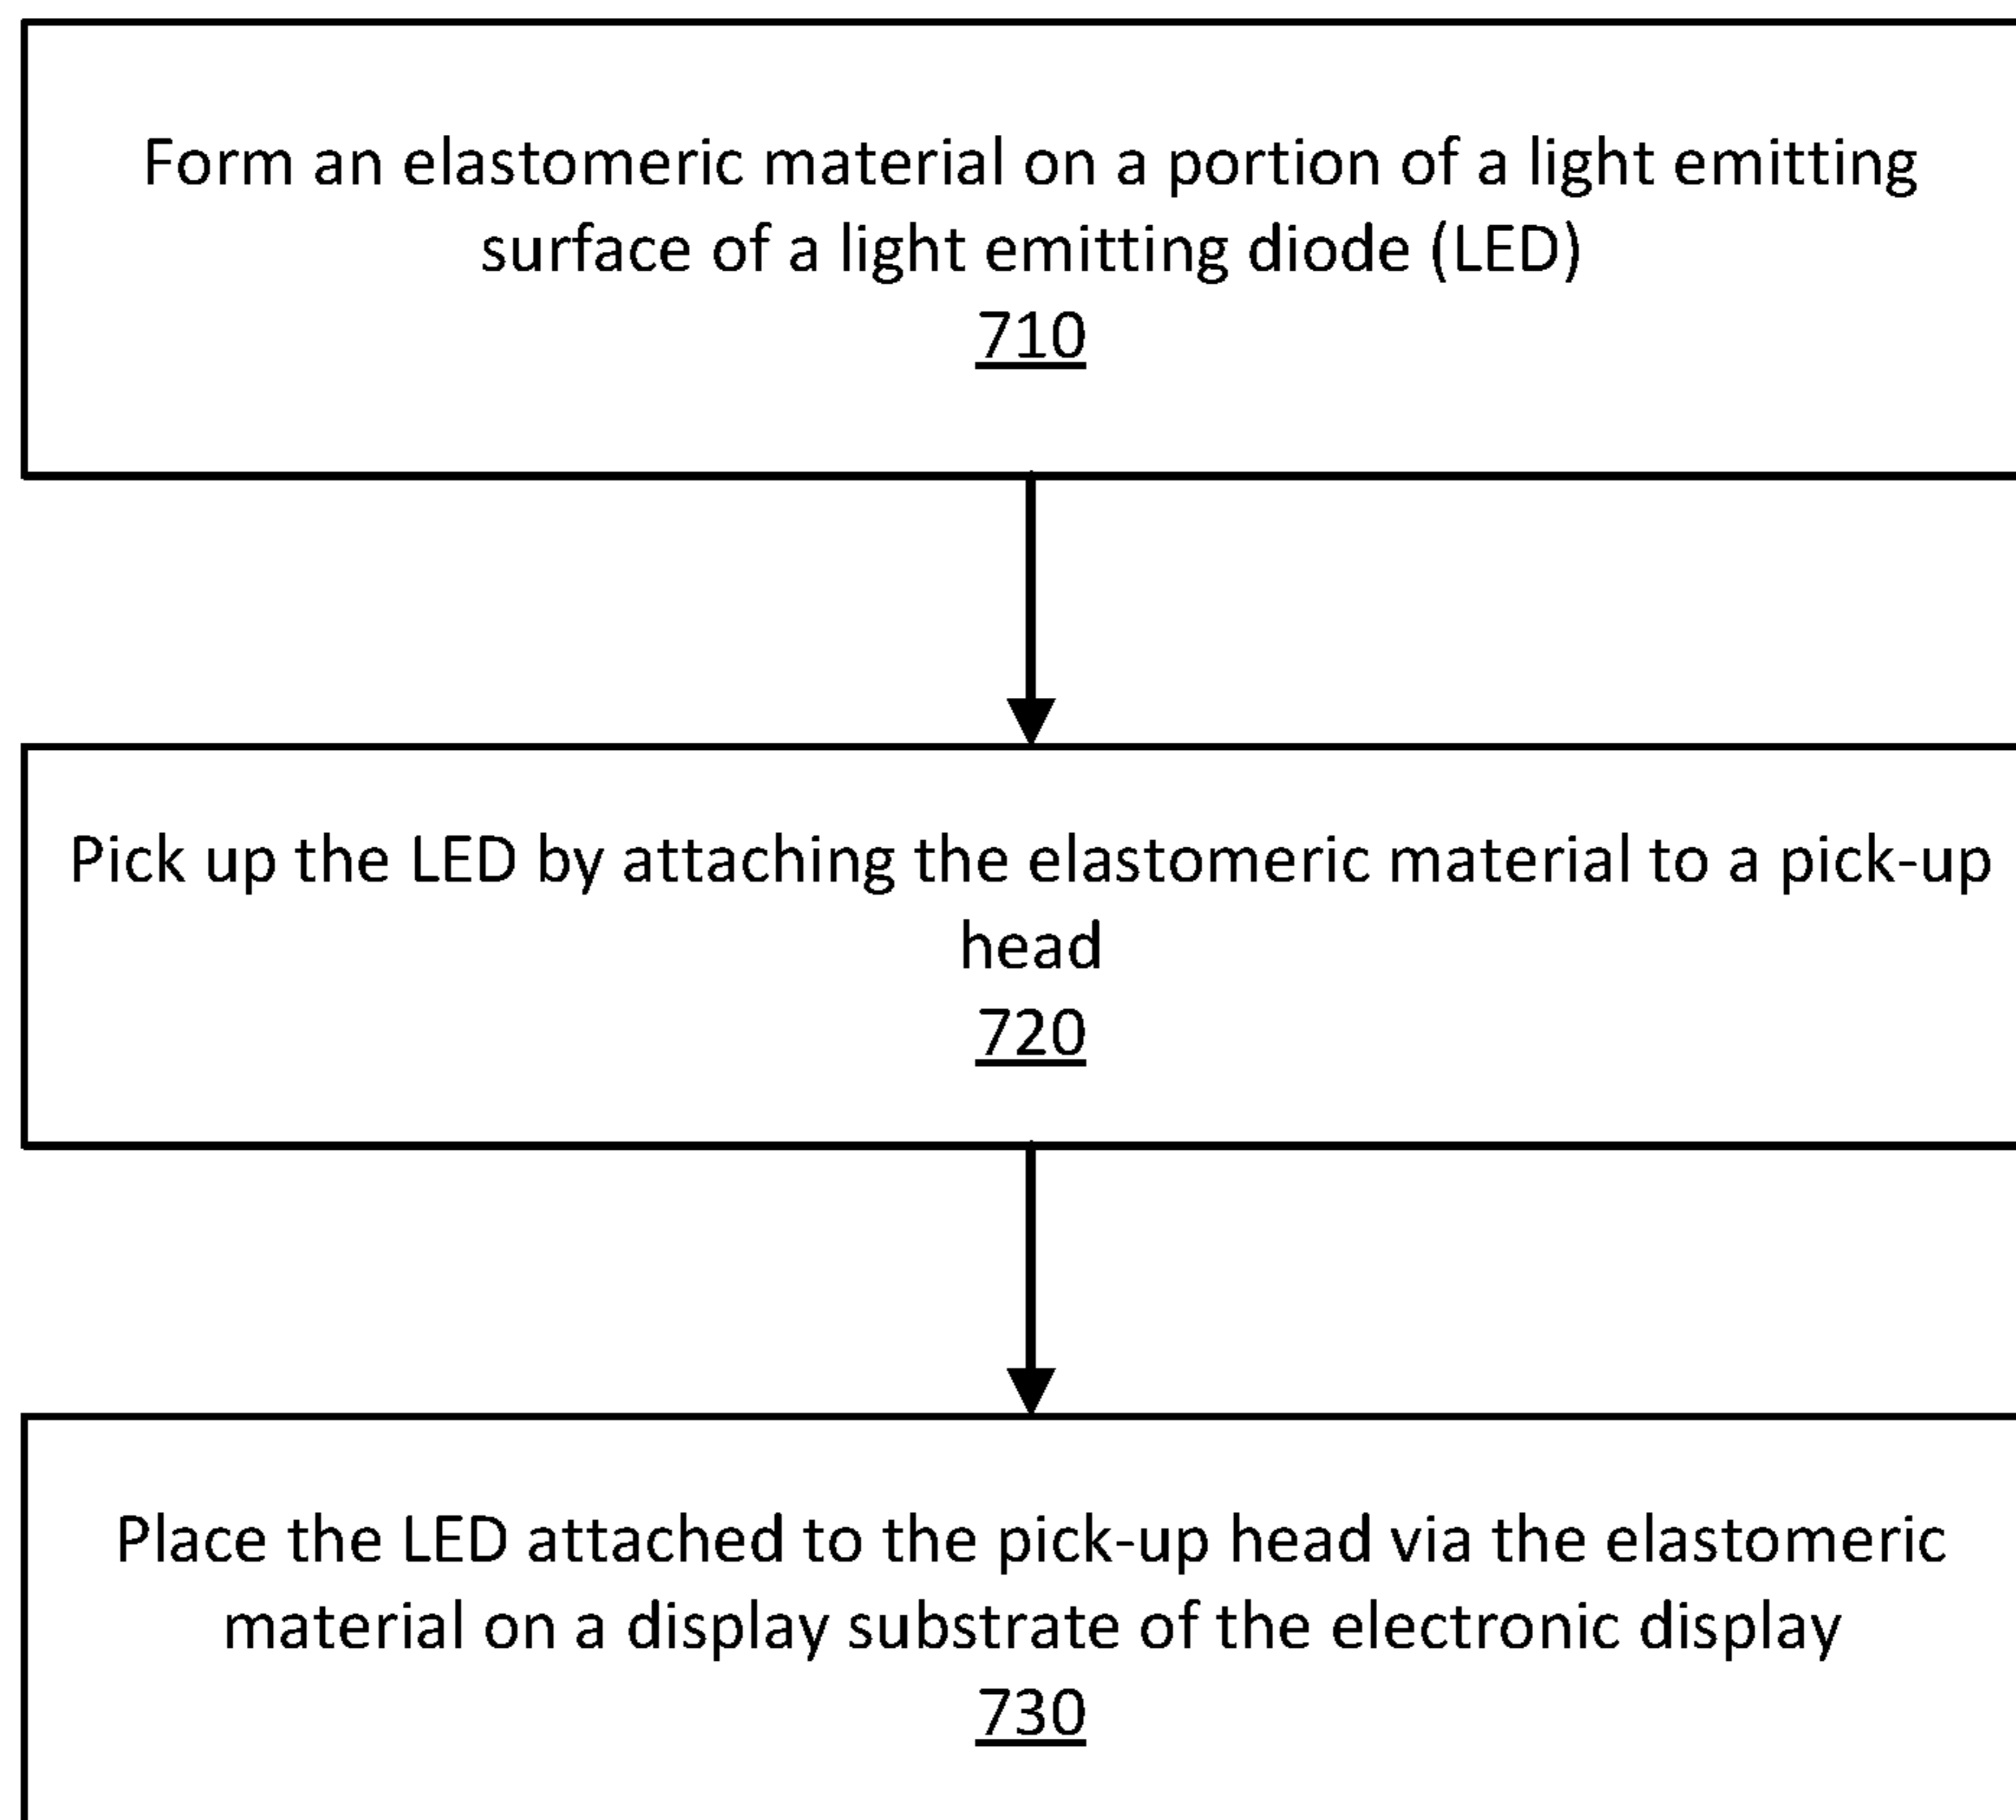 Form an elastomeric material on a portion of a light emitting
surface of a light emitting diode (LED)
710
Pick up the LED by attaching the elastomeric material to a pick-up
head
720
Place the LED attached to the pick-up head via the elastomeric
material on a display substrate of the electronic display
730